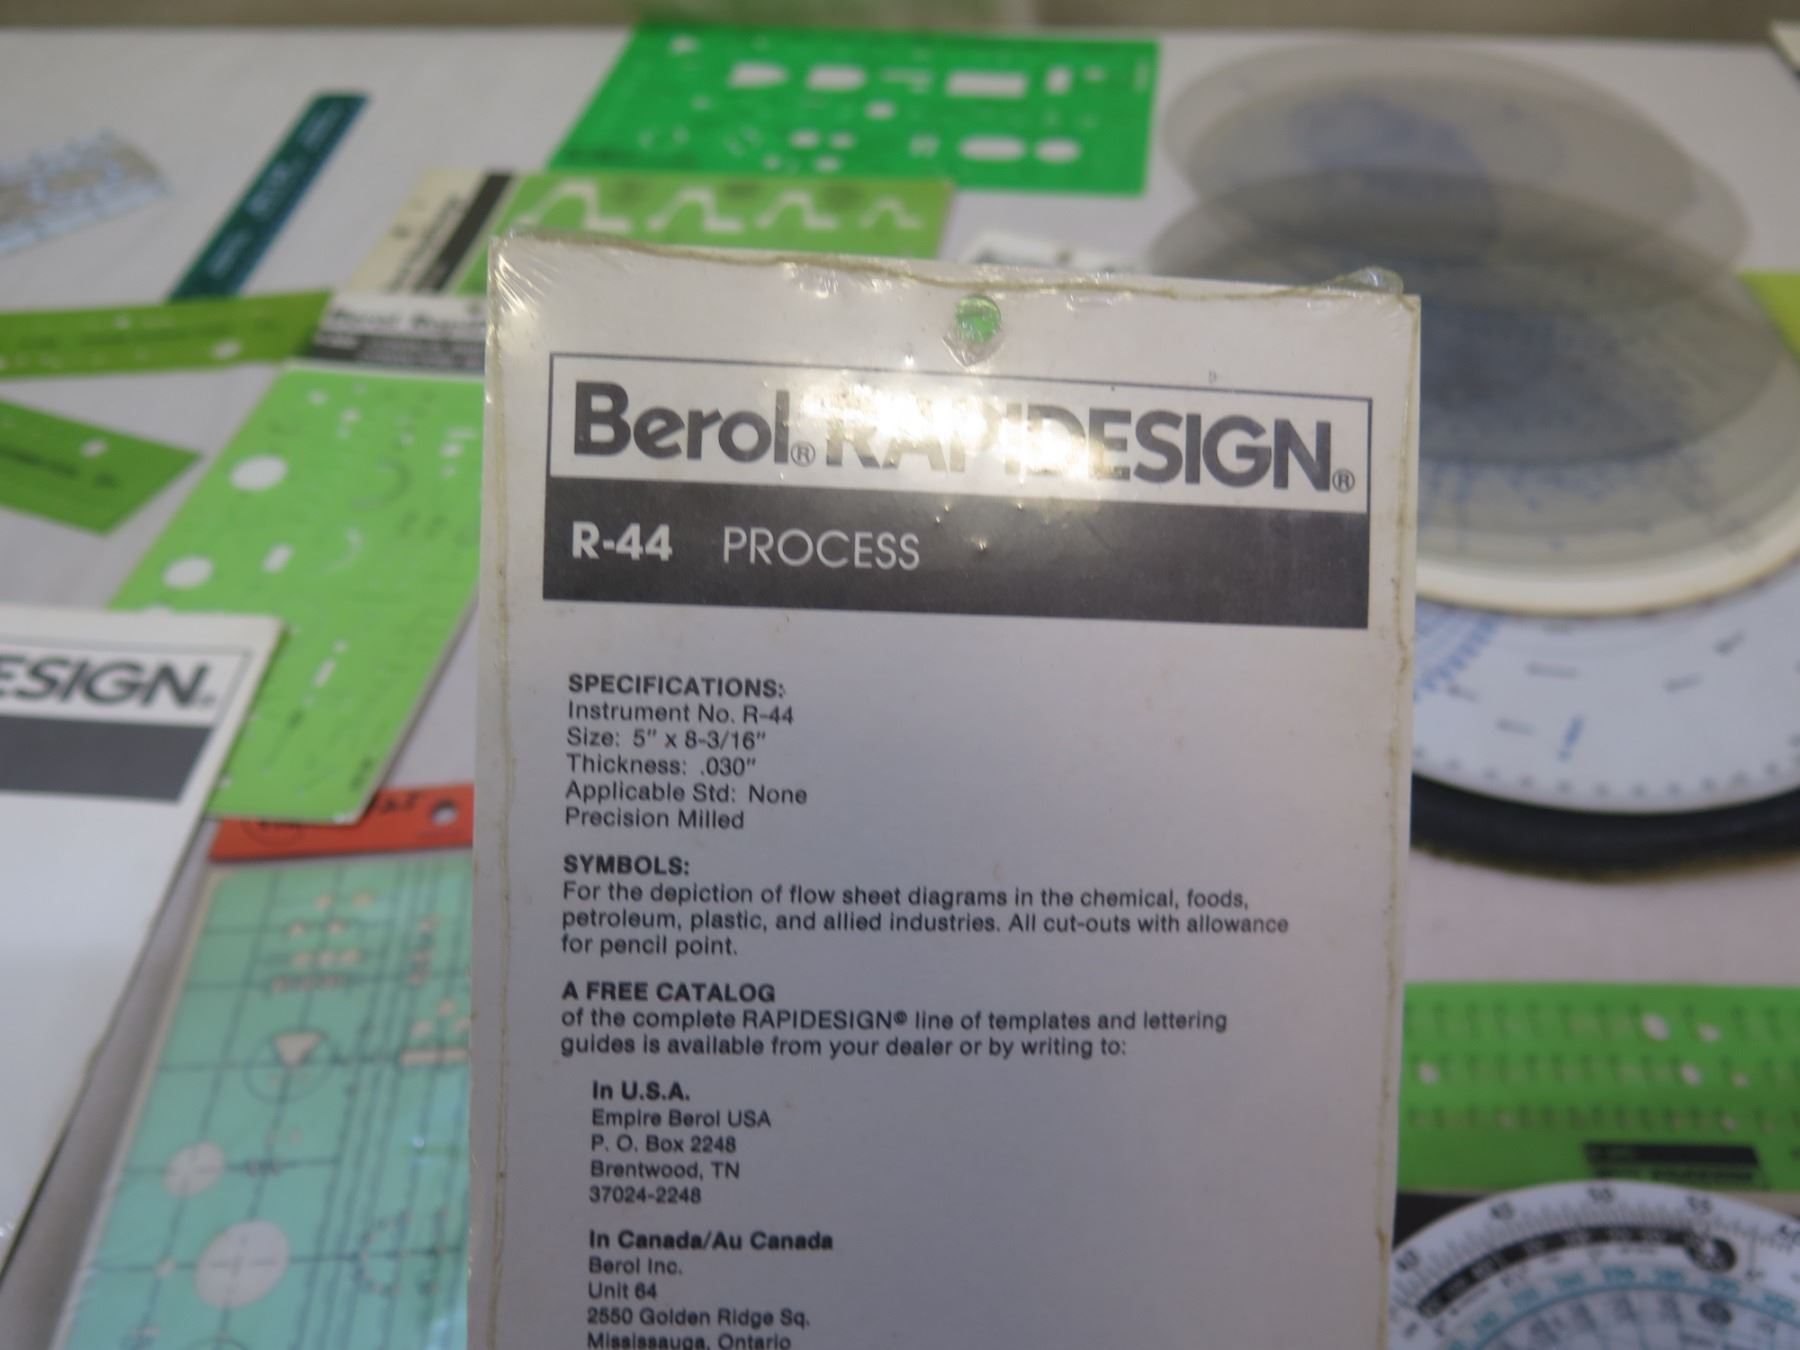 Berol® RAPIDESIGN®
R-44 PROCESS
SPECIFICATIONS:
Instrument No. R-44
Size: 5" x 8-3/16"
Thickness: .030"
Applicable Std: None
Precision Milled
SYMBOLS:
For the depiction of flow sheet diagrams in the chemical, foods,
petroleum, plastic, and allied industries. All cut-outs with allowance
for pencil point.
A FREE CATALOG
of the complete RAPIDESIGN® line of templates and lettering
guides is available from your dealer or by writing to:
In U.S.A.
Empire Berol USA
P. O. Box 2248
Brentwood, TN
37024-2248
In Canada/Au Canada
Berol Inc.
Unit 64
2550 Golden Ridge Sq.
Mississauga, Ontario
ESIGN®